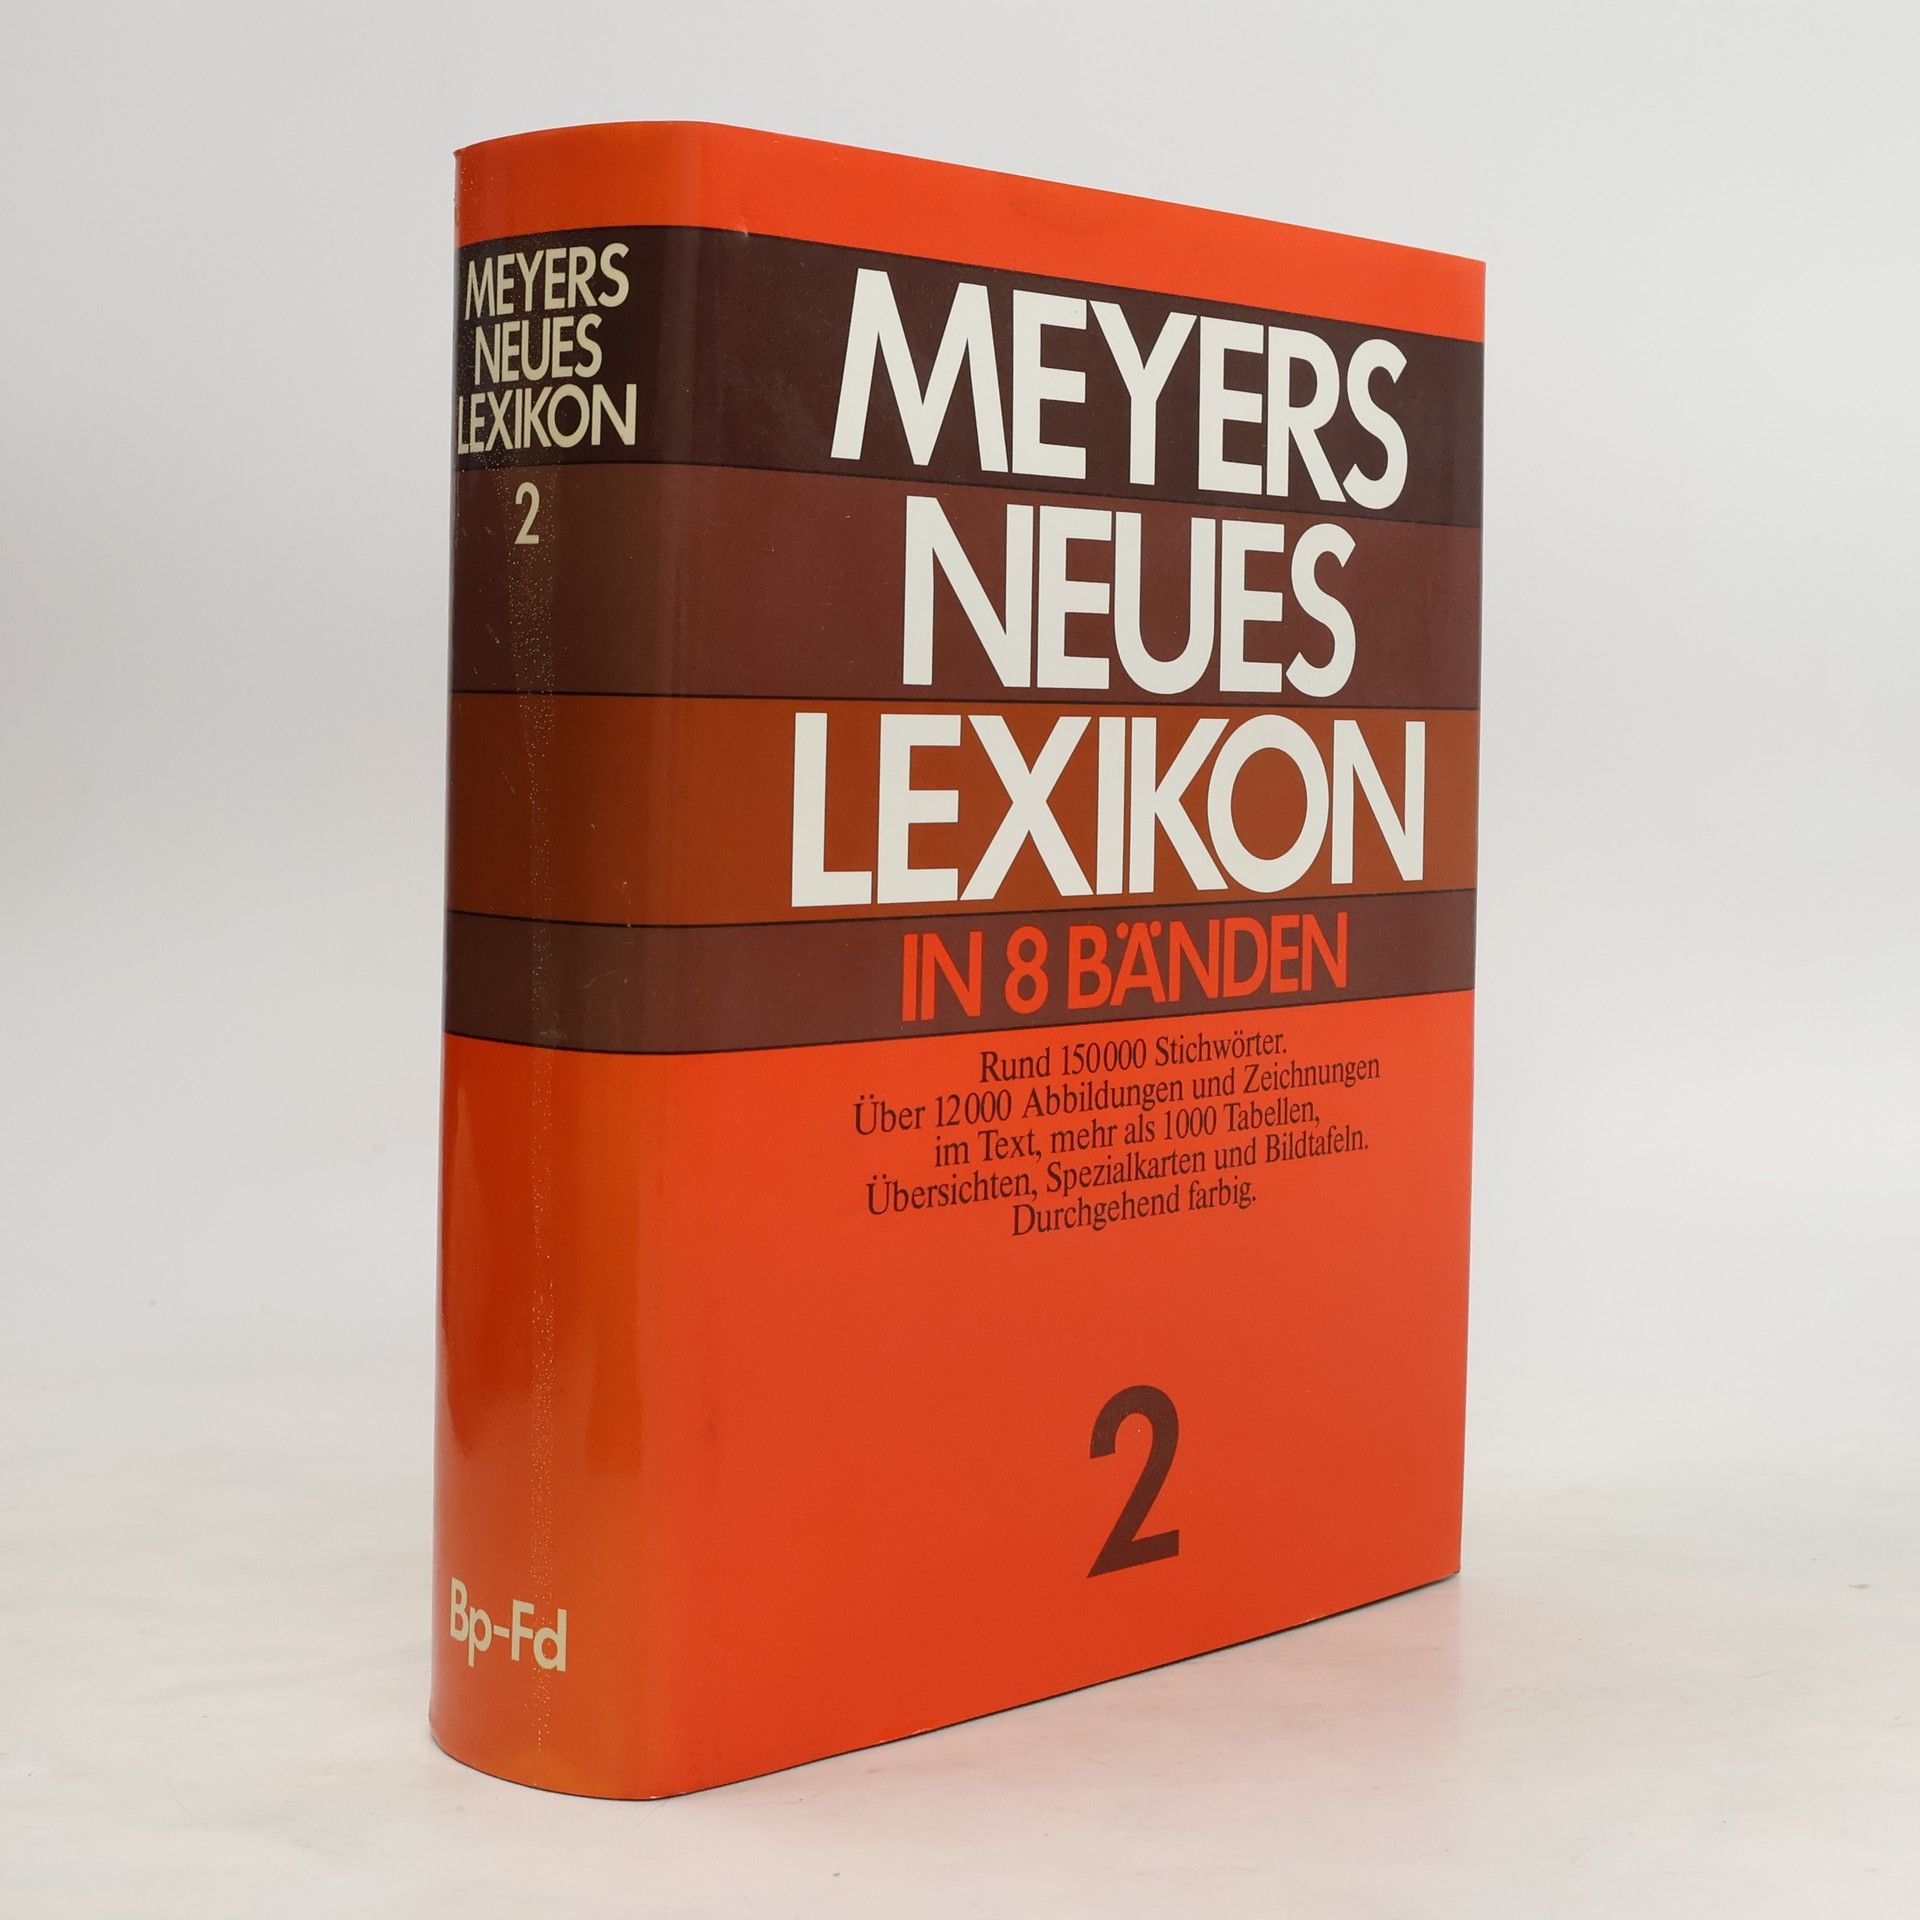 MEYERS
NEUES
LEXIKON
2
Bp-Fd
MEYERS
NEUES
LEXIKON
IN 8 BÄNDEN
Rund 150000 Stichwörter.
Über 12000 Abbildungen und Zeichnungen
im Text, mehr als 1000 Tabellen,
Übersichten, Spezialkarten und Bildtafeln.
Durchgehend farbig.
2